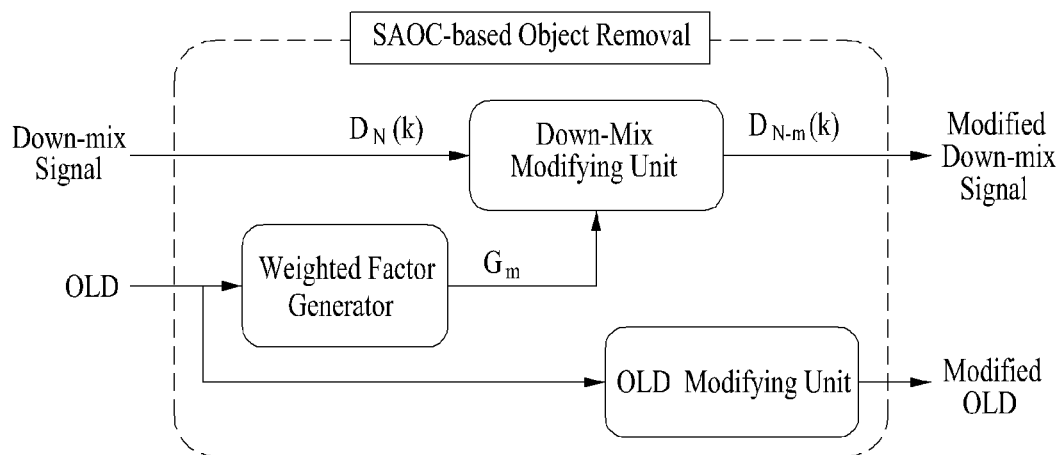 SAOC-based Object Removal
Down-mix
Signal
D_N(k)
Down-Mix
Modifying Unit
D_{N-m}(k)
Modified
Down-mix
Signal
OLD
Weighted Factor
Generator
G_m
OLD Modifying Unit
Modified
OLD